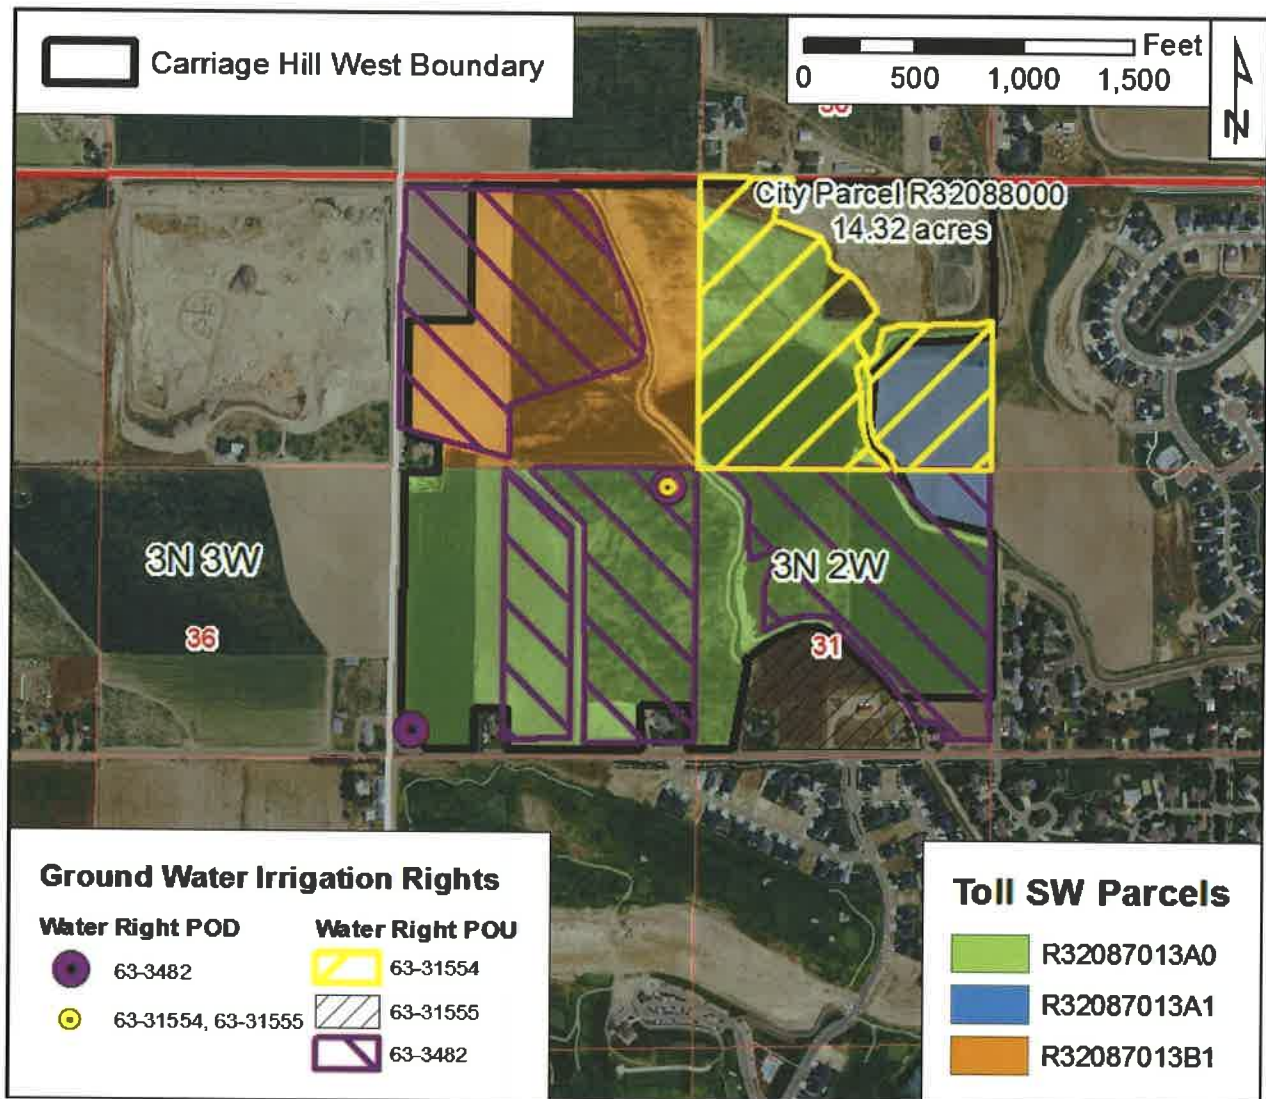 Carriage Hill West Boundary
Feet
0 500 1,000 1,500
N
30
City Parcel R32088000
14.32 acres
3N 3W
3N 2W
36
31
Ground Water Irrigation Rights
Water Right POD
63-3482
63-31554, 63-31555
Water Right POU
63-31554
63-31555
63-3482
Toll SW Parcels
R32087013A0
R32087013A1
R32087013B1